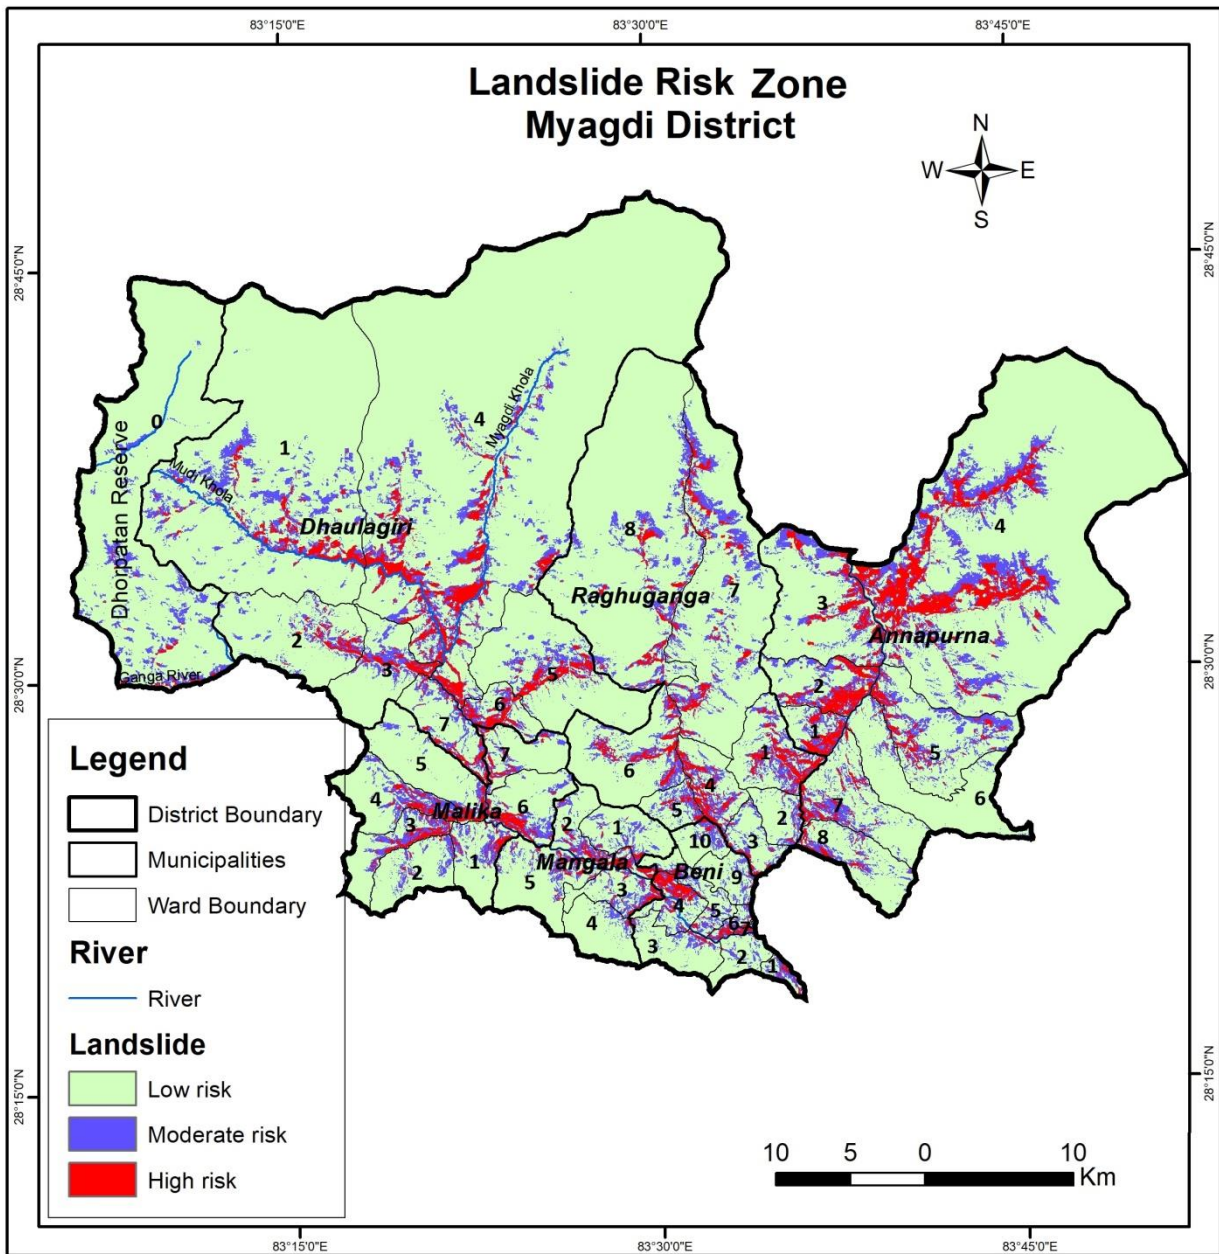 83°15'0"E 83°30'0"E 83°45'0"E
Landslide Risk Zone
Myagdi District
N
W E
S
28°45'0"N
28°45'0"N
0
Dhorpatan Reserve
Mudi Khola
1
4
Myagdi Khola
Dhaulagiri
8
Raghuganga
7
4
3
Annapurna
2
3
5
6
Ganga River
28°30'0"N
28°30'0"N
2
1
5
6
7
8
7
5
4
3
2
1
Malika
7
6
6
5
4
1
2
3
2
1
Mangala
5
3
4
10
Beni
9
4
5
6
7
3
2
1
Legend
District Boundary
Municipalities
Ward Boundary
River
River
Landslide
Low risk
Moderate risk
High risk
28°15'0"N
28°15'0"N
10 5 0 10
Km
83°15'0"E 83°30'0"E 83°45'0"E